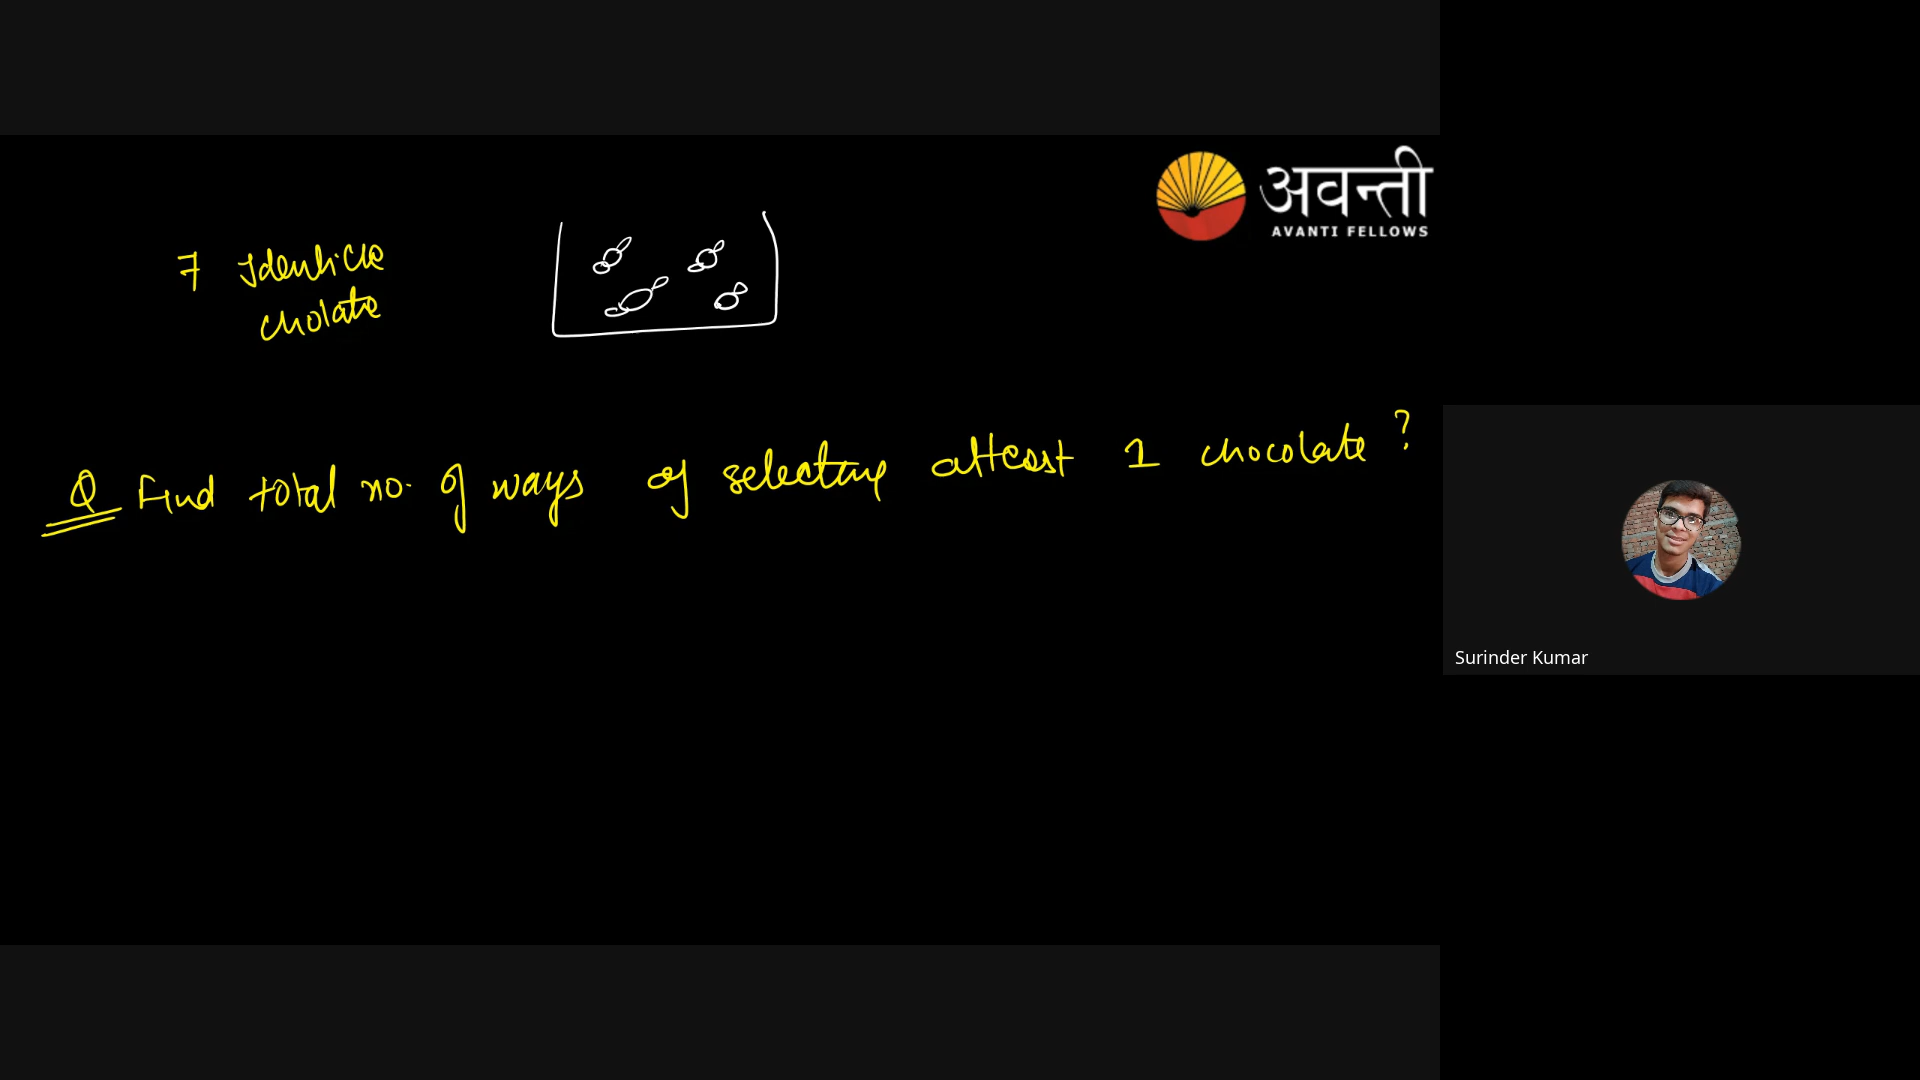 अवन्ती
AVANTI FELLOWS
7 Identicle
cholate
Q Find total no. of ways of selecting atleast 1 chocolate ?
Surinder Kumar